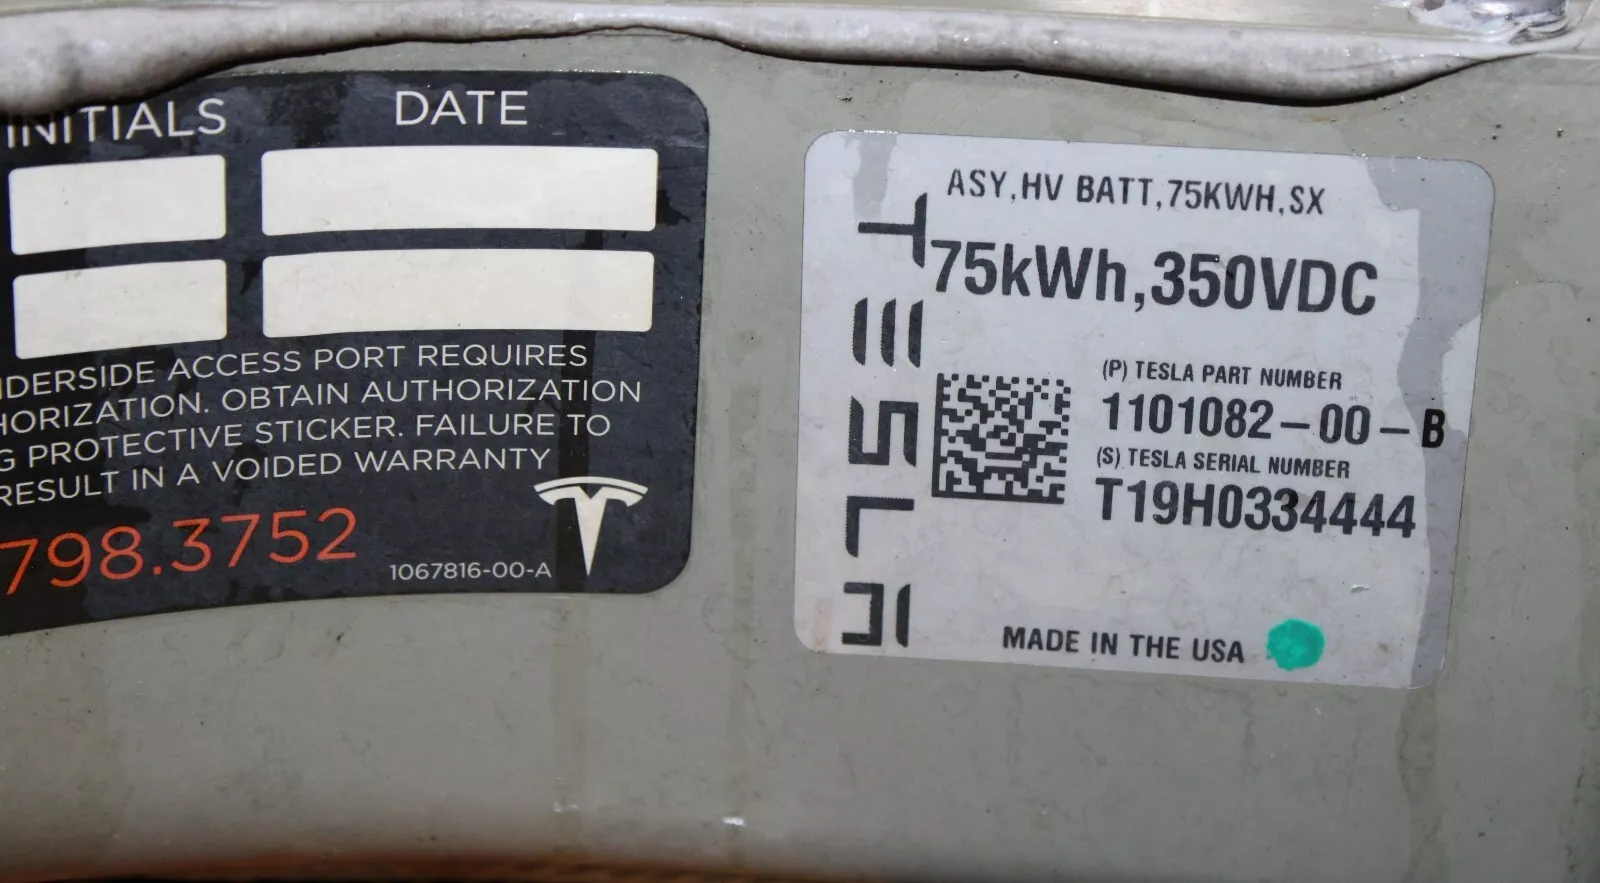 INITIALS DATE
NDERSIDE ACCESS PORT REQUIRES
HORIZATION. OBTAIN AUTHORIZATION
G PROTECTIVE STICKER. FAILURE TO
RESULT IN A VOIDED WARRANTY
798.3752
1067816-00-A
TESLA
ASY,HV BATT,75KWH,SX
75kWh,350VDC
(P) TESLA PART NUMBER
1101082-00-B
(S) TESLA SERIAL NUMBER
T19H0334444
MADE IN THE USA